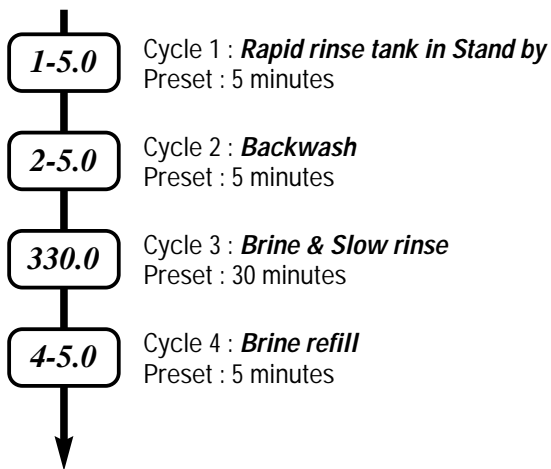 1-5.0
Cycle 1 : Rapid rinse tank in Stand by
Preset : 5 minutes
2-5.0
Cycle 2 : Backwash
Preset : 5 minutes
330.0
Cycle 3 : Brine & Slow rinse
Preset : 30 minutes
4-5.0
Cycle 4 : Brine refill
Preset : 5 minutes